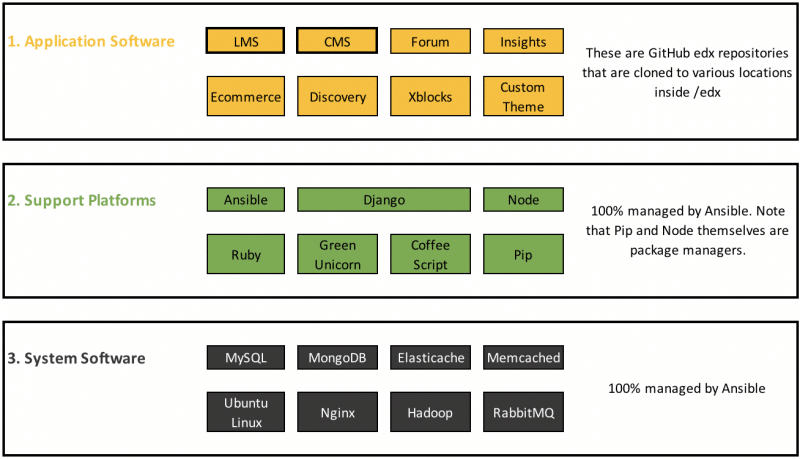 1. Application Software
LMS
CMS
Forum
Insights
Ecommerce
Discovery
Xblocks
Custom
Theme
These are GitHub edx repositories
that are cloned to various locations
inside /edx
2. Support Platforms
Ansible
Django
Node
Ruby
Green
Unicorn
Coffee
Script
Pip
100% managed by Ansible. Note
that Pip and Node themselves are
package managers.
3. System Software
MySQL
MongoDB
Elasticache
Memcached
Ubuntu
Linux
Nginx
Hadoop
RabbitMQ
100% managed by Ansible